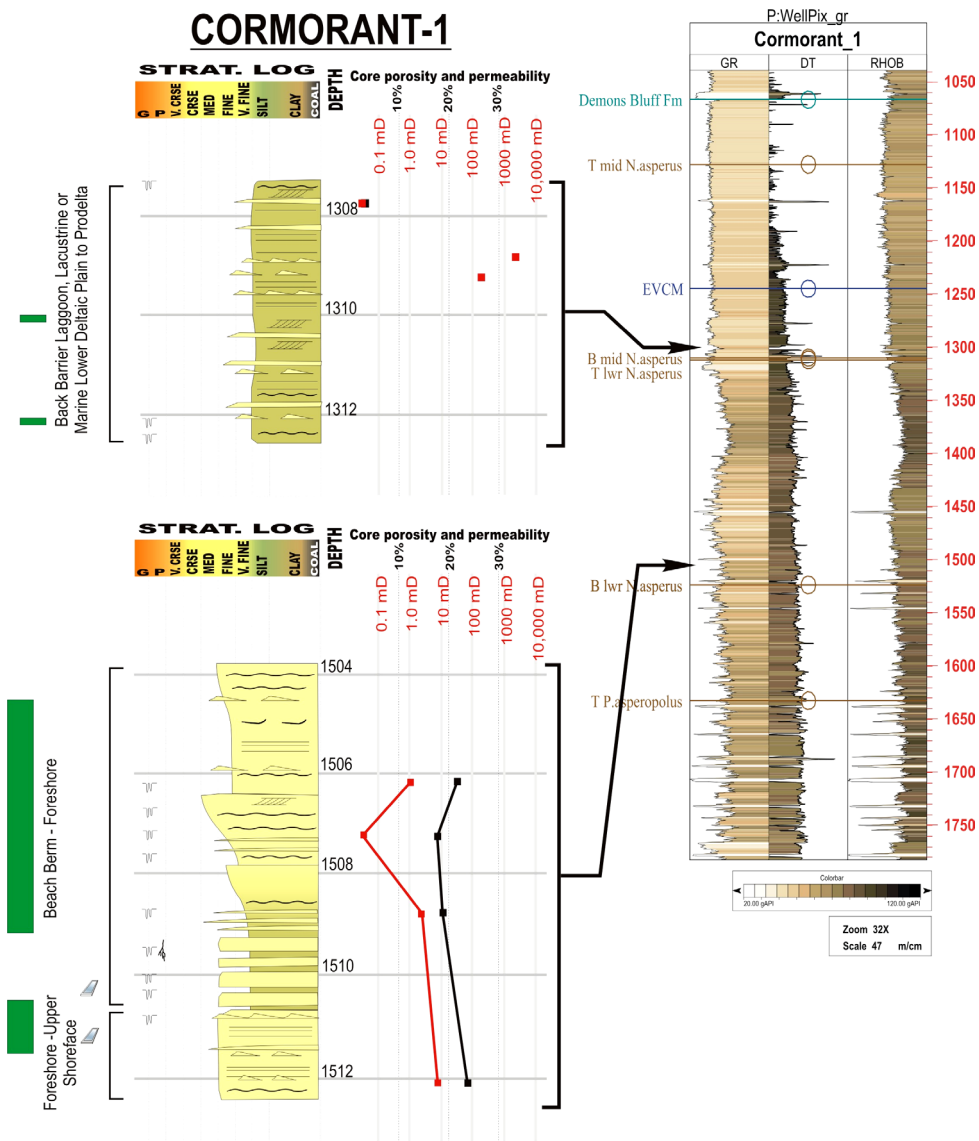 CORMORANT-1
STRAT. LOG
G
P
V. CRSE
CRSE
MED
FINE
V. FINE
SILT
CLAY
COAL
DEPTH
Core porosity and permeability
10%
20%
30%
0.1 mD
1.0 mD
10 mD
100 mD
1000 mD
10,000 mD
Back Barrier Laggoon, Lacustrine or
Marine Lower Deltaic Plain to Prodelta
1308
1310
1312
STRAT. LOG
G
P
V. CRSE
CRSE
MED
FINE
V. FINE
SILT
CLAY
COAL
DEPTH
Core porosity and permeability
10%
20%
30%
0.1 mD
1.0 mD
10 mD
100 mD
1000 mD
10,000 mD
Beach Berm - Foreshore
Foreshore -Upper
Shoreface
1504
1506
1508
1510
1512
P:WellPix_gr
Cormorant_1
GR DT RHOB
Demons Bluff Fm
T mid N.asperus
EVCM
B mid N.asperus
T lwr N.asperus
B lwr N.asperus
T P.asperopolus
1050
1100
1150
1200
1250
1300
1350
1400
1450
1500
1550
1600
1650
1700
1750
Colorbar
20.00 gAPI 120.00 gAPI
Zoom 32X
Scale 47 m/cm